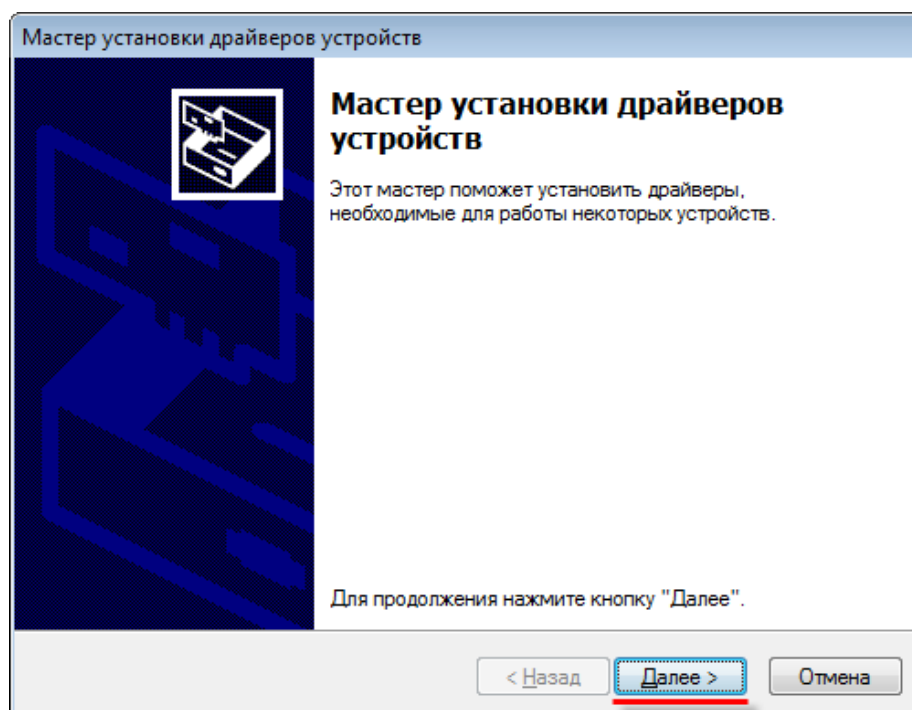 Мастер установки драйверов устройств
Мастер установки драйверов
устройств
Этот мастер поможет установить драйверы,
необходимые для работы некоторых устройств.
Для продолжения нажмите кнопку "Далее".
< Назад Далее > Отмена